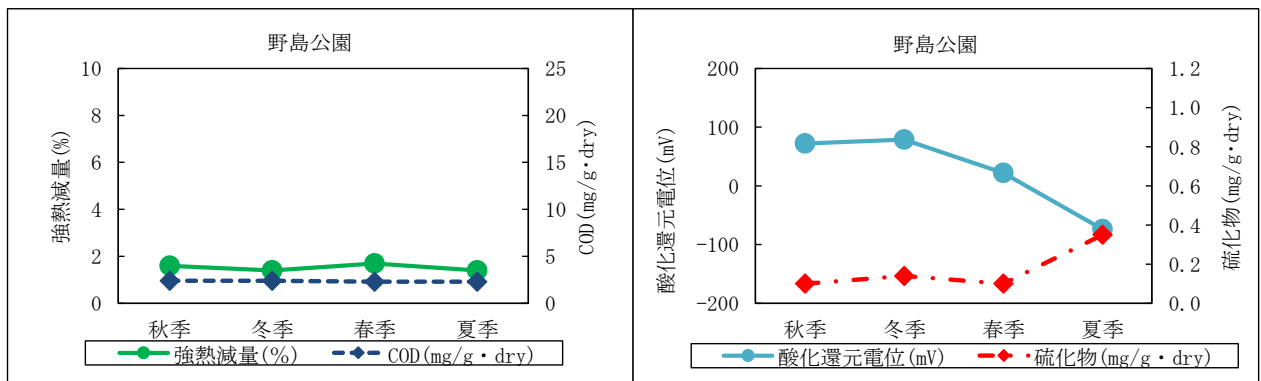 野島公園
10
8
6
4
2
0
強熱減量(%)
25
20
15
10
5
0
COD(mg/g・dry)
秋季 冬季 春季 夏季
強熱減量(%) COD(mg/g・dry)
野島公園
200
100
0
-100
-200
酸化還元電位(mV)
1.2
1.0
0.8
0.6
0.4
0.2
0.0
硫化物(mg/g・dry)
秋季 冬季 春季 夏季
酸化還元電位(mV) 硫化物(mg/g・dry)